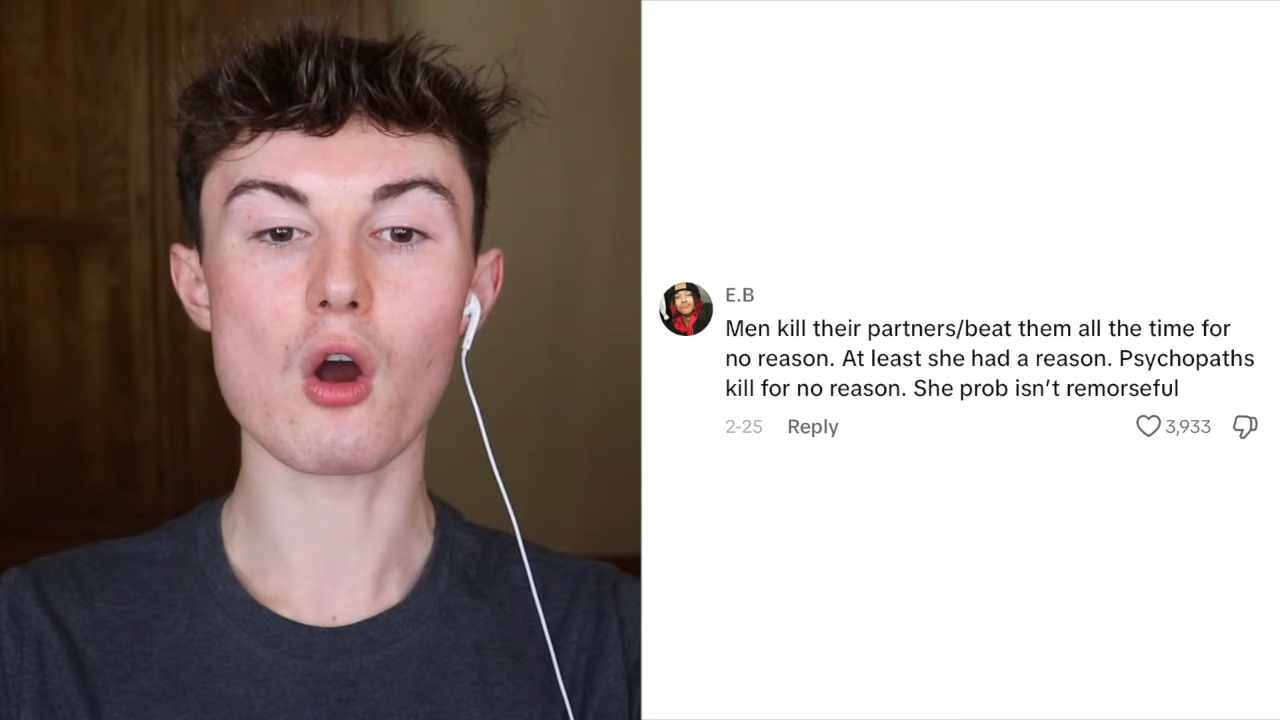 E.B
Men kill their partners/beat them all the time for
no reason. At least she had a reason. Psychopaths
kill for no reason. She prob isn’t remorseful
2-25 Reply 3,933